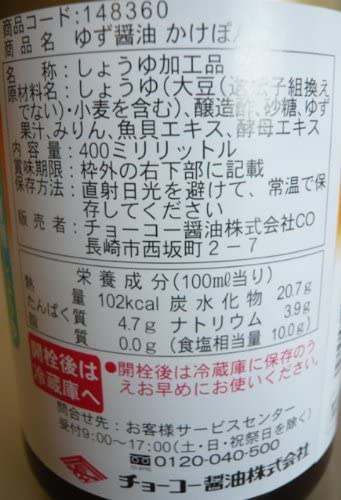 商品コード:148360
商品名 ゆず醤油 かけぽん
名称:しょうゆ加工品
原材料名:しょうゆ(大豆(遺伝子組換え
でない)・小麦を含む)、醸造酢、砂糖、ゆず
果汁、みりん、魚貝エキス、酵母エキス
内容量:400ミリリットル
賞味期限:枠外の右下部に記載
保存方法:直射日光を避けて、常温で保
存してください
販売者:チョーコー醤油株式会社CO
長崎市西坂町2-7
栄養成分(100ml当り)
熱量 102kcal 炭水化物 20.7g
たんぱく質 4.7g ナトリウム 3.9g
脂質 0.0g (食塩相当量 10.0g)
開栓後は
冷蔵庫へ
●開栓後は冷蔵庫に保存のう
えお早めにお使いください。
問合せ先:お客様サービスセンター
受付9:00~17:00(土・日・祝祭日を除く)
0120-040-500
チョーコー醤油株式会社